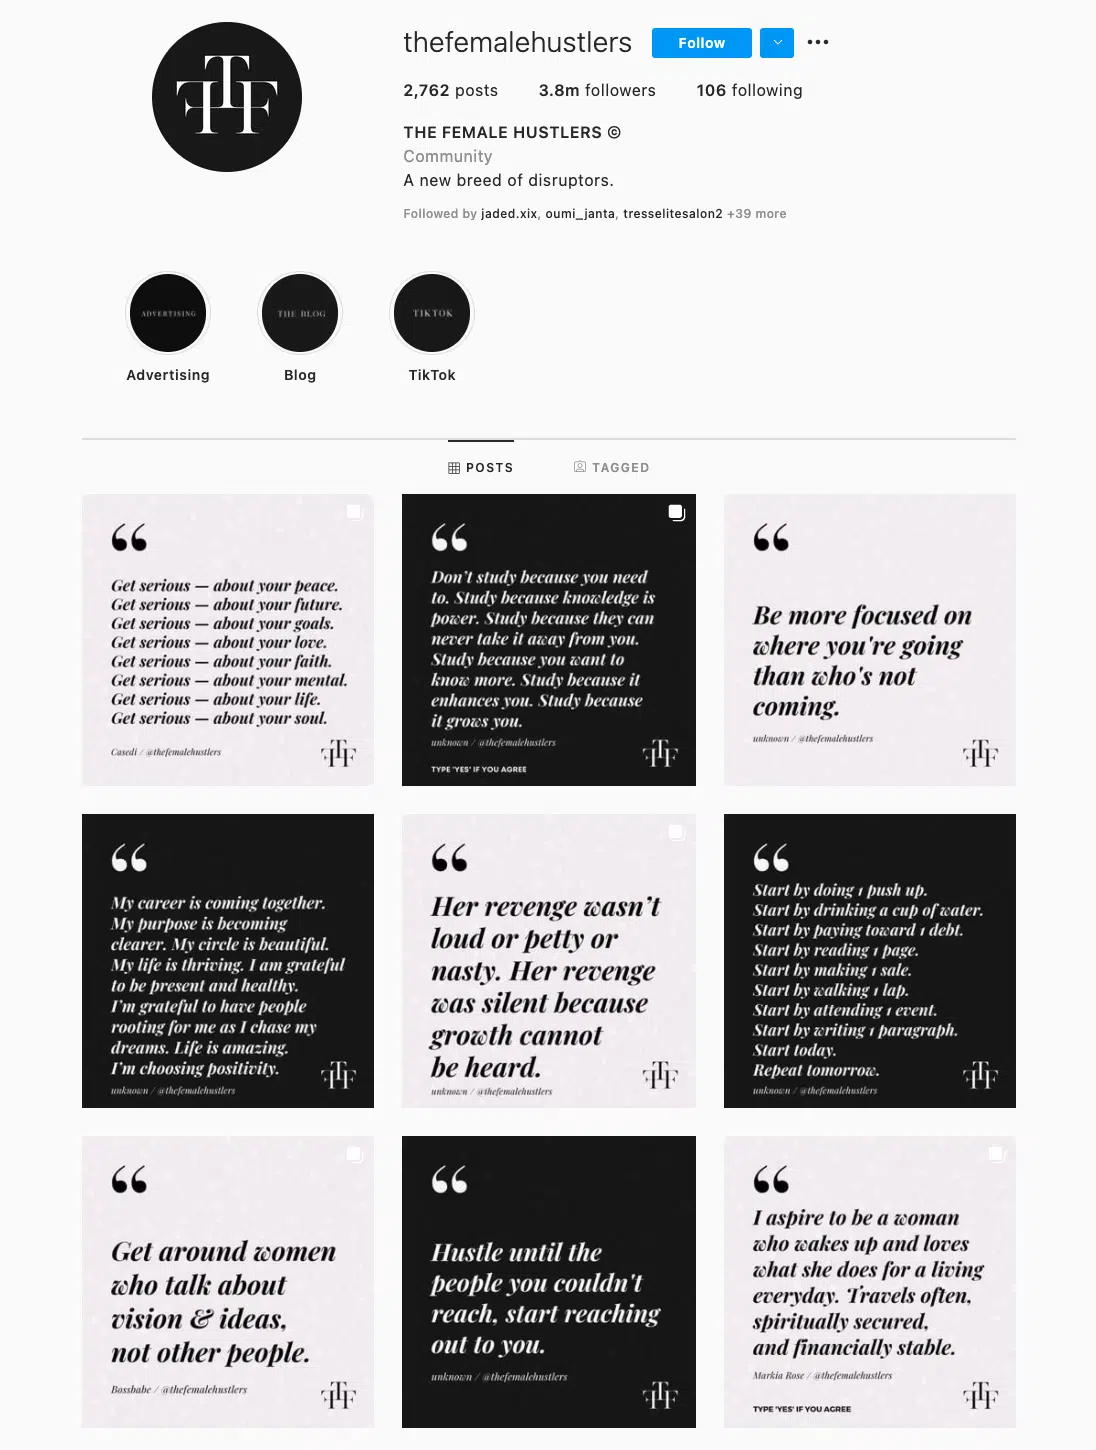 TFF
thefemalehustlers
Follow
2,762 posts
3.8m followers
106 following
THE FEMALE HUSTLERS ©
Community
A new breed of disruptors.
Followed by jaded.xix, oumi_janta, tresselitesalon2 +39 more
ADVERTISING
THE BLOG
TIKTOK
Advertising
Blog
TikTok
POSTS
TAGGED
Get serious — about your peace.
Get serious — about your future.
Get serious — about your goals.
Get serious — about your love.
Get serious — about your faith.
Get serious — about your mental.
Get serious — about your life.
Get serious — about your soul.
Casedi / @thefemalehustlers
TFF
Don’t study because you need
to. Study because knowledge is
power. Study because they can
never take it away from you.
Study because you want to
know more. Study because it
enhances you. Study because
it grows you.
unknown / @thefemalehustlers
TYPE 'YES' IF YOU AGREE
TFF
Be more focused on
where you're going
than who's not
coming.
unknown / @thefemalehustlers
TFF
My career is coming together.
My purpose is becoming
clearer. My circle is beautiful.
My life is thriving. I am grateful
to be present and healthy.
I’m grateful to have people
rooting for me as I chase my
dreams. Life is amazing.
I’m choosing positivity.
unknown / @thefemalehustlers
TFF
Her revenge wasn’t
loud or petty or
nasty. Her revenge
was silent because
growth cannot
be heard.
unknown / @thefemalehustlers
TFF
Start by doing 1 push up.
Start by drinking a cup of water.
Start by paying toward 1 debt.
Start by reading 1 page.
Start by making 1 sale.
Start by walking 1 lap.
Start by attending 1 event.
Start by writing 1 paragraph.
Start today.
Repeat tomorrow.
unknown / @thefemalehustlers
TFF
Get around women
who talk about
vision & ideas,
not other people.
Bossbabe / @thefemalehustlers
TFF
Hustle until the
people you couldn't
reach, start reaching
out to you.
unknown / @thefemalehustlers
TFF
I aspire to be a woman
who wakes up and loves
what she does for a living
everyday. Travels often,
spiritually secured,
and financially stable.
Markia Rose / @thefemalehustlers
TYPE 'YES' IF YOU AGREE
TFF